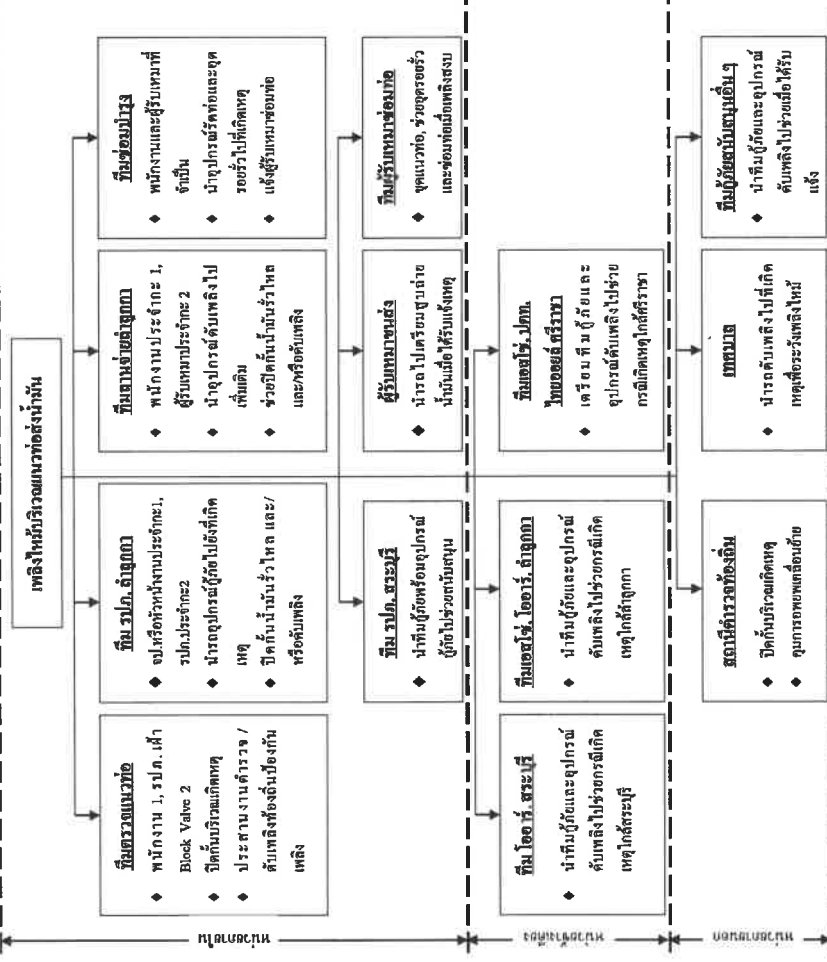 เพลิงไหม้บริเวณแนวท่อส่งน้ำมัน
ทีมตรวจแนวท่อ
♦ พนักงาน 1, รปภ. เฝ้า
Block Valve 2
♦ ปิดกั้นบริเวณเกิดเหตุ
♦ ประสานงานตำรวจ /
ดับเพลิงท้องถิ่นป้องกัน
เพลิง
ทีม รปภ. ลำลูกกา
♦ จป.หรือหัวหน้างานประจำกะ1,
รปภ.ประจำกะ2
♦ นำรถอุปกรณ์กู้ภัยไปยังที่เกิด
เหตุ
♦ ปิดกั้นน้ำมันรั่วไหล และ/
หรือดับเพลิง
ทีมลานจ่ายลำลูกกา
♦ พนักงานประจำกะ 1,
ผู้รับเหมาประจำกะ 2
♦ นำอุปกรณ์ดับเพลิงไป
เพิ่มเติม
♦ ช่วยปิดกั้นน้ำมันรั่วไหล
และ/หรือดับเพลิง
ทีมซ่อมบำรุง
♦ พนักงานและผู้รับเหมาที่
จำเป็น
♦ นำอุปกรณ์รัดท่อและอุด
รอยรั่วไปที่เกิดเหตุ
♦ แจ้งผู้รับเหมาซ่อมท่อ
หน่วยงานภายใน
ทีม รปภ. สระบุรี
♦ นำทีมกู้ภัยพร้อมอุปกรณ์
กู้ภัยไปช่วยสนับสนุน
ผู้รับเหมาขนส่ง
♦ นำรถไปเตรียมสูบถ่าย
น้ำมันเมื่อได้รับแจ้งเหตุ
ทีมผู้รับเหมาซ่อมท่อ
♦ ขุดแนวท่อ, ช่วยอุดรอยรั่ว
และซ่อมท่อเมื่อเพลิงสงบ
ทีม โออาร์. สระบุรี
♦ นำทีมกู้ภัยและอุปกรณ์
ดับเพลิงไปช่วยกรณีเกิด
เหตุใกล้สระบุรี
ทีมเอสโซ่, โออาร์. ลำลูกกา
♦ นำทีมกู้ภัยและอุปกรณ์
ดับเพลิงไปช่วยกรณีเกิด
เหตุใกล้ลำลูกกา
ทีมเอสโซ่, ปตท.
ไทยออยล์ ศรีราชา
♦ เตรียมทีมกู้ภัยและ
อุปกรณ์ดับเพลิงไปช่วย
กรณีเกิดเหตุใกล้ศรีราชา
สถานีตำรวจท้องถิ่น
♦ ปิดกั้นบริเวณเกิดเหตุ
♦ คุมการอพยพเคลื่อนย้าย
เทศบาล
♦ นำรถดับเพลิงไปที่เกิด
เหตุเพื่อระวังเพลิงไหม้
ทีมกู้ภัยสนับสนุนอื่น ๆ
♦ นำทีมกู้ภัยและอุปกรณ์
ดับเพลิงไปช่วยเมื่อได้รับ
แจ้ง
หน่วยงานนอก